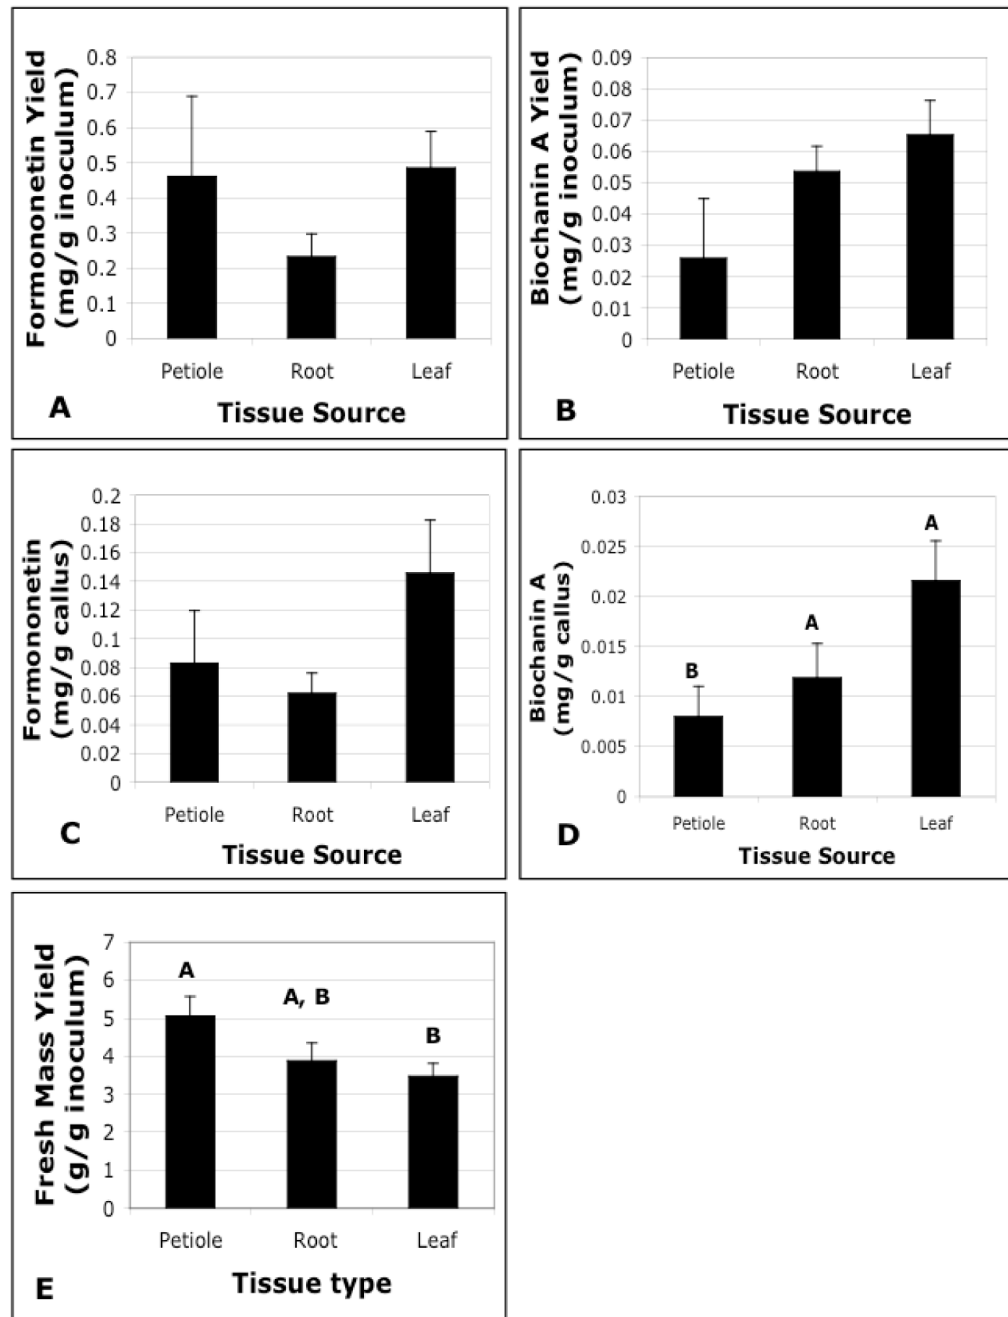 Formononetin Yield
(mg/g inoculum)
0.8
0.7
0.6
0.5
0.4
0.3
0.2
0.1
0
Petiole Root Leaf
A
Tissue Source
Biochanin A Yield
(mg/g inoculum)
0.09
0.08
0.07
0.06
0.05
0.04
0.03
0.02
0.01
0
Petiole Root Leaf
B
Tissue Source
Formononetin
(mg/g callus)
0.2
0.18
0.16
0.14
0.12
0.1
0.08
0.06
0.04
0.02
0
Petiole Root Leaf
C
Tissue Source
Biochanin A
(mg/g callus)
0.03
0.025
0.02
0.015
0.01
0.005
0
B
A
A
Petiole Root Leaf
D
Tissue Source
Fresh Mass Yield
(g/g inoculum)
7
6
5
4
3
2
1
0
A
A, B
B
Petiole Root Leaf
E
Tissue type